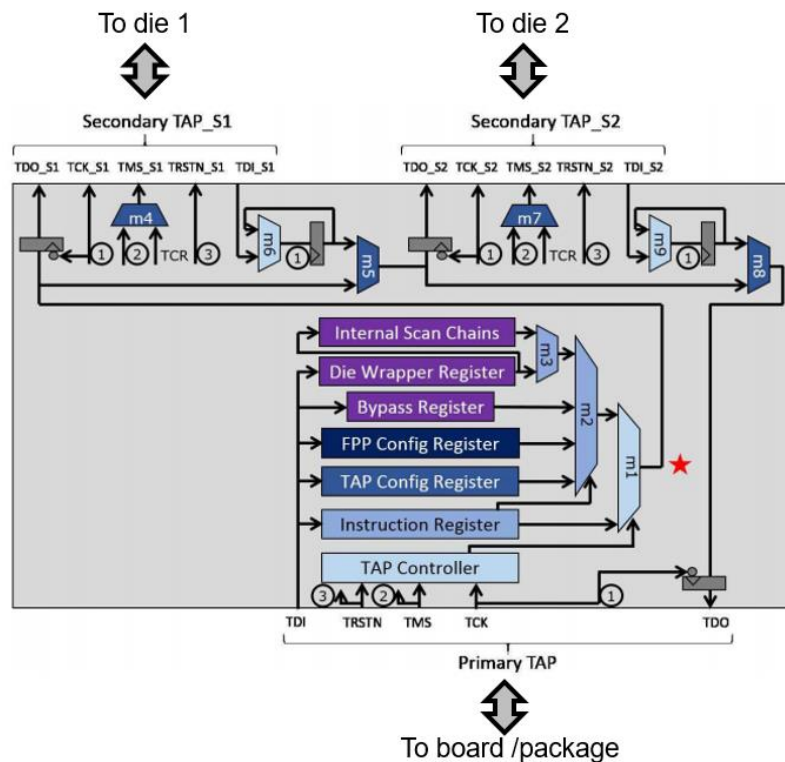 To die 1 To die 2
Secondary TAP_S1 Secondary TAP_S2
TDO_S1 TCK_S1 TMS_S1 TRSTN_S1 TDI_S1 TDO_S2 TCK_S2 TMS_S2 TRSTN_S2 TDI_S2
m4 m7
m6 m9
1 2 TCR 3 1 m5 1 2 TCR 3 1 m8
Internal Scan Chains
m3
Die Wrapper Register
m2
Bypass Register
FPP Config Register
m1
TAP Config Register
Instruction Register
TAP Controller
3 2 1
TDI TRSTN TMS TCK TDO
Primary TAP
To board /package